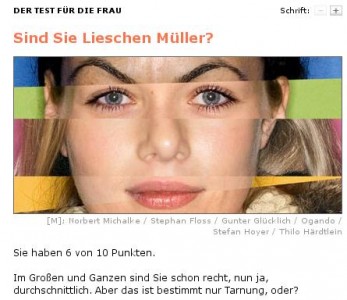 DER TEST FÜR DIE FRAU Schrift: - +
Sind Sie Lieschen Müller?
[M]: Norbert Michalke / Stephan Floss / Gunter Glücklich / Ogando /
Stefan Hoyer / Thilo Härdtlein
Sie haben 6 von 10 Punkten.
Im Großen und Ganzen sind Sie schon recht, nun ja,
durchschnittlich. Aber das ist bestimmt nur Tarnung, oder?